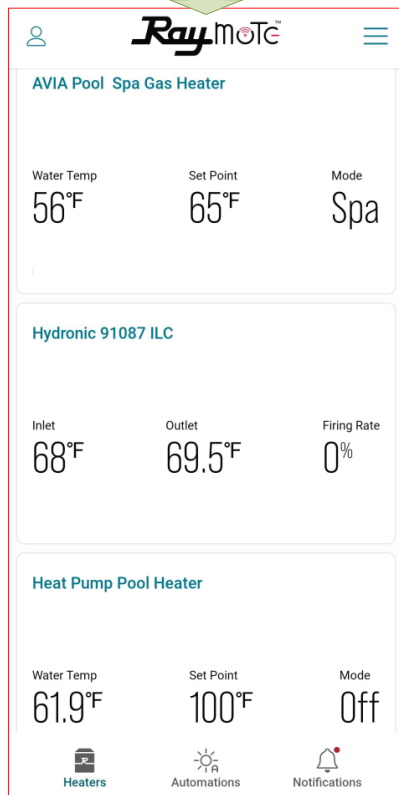 Raymote™
AVIA Pool Spa Gas Heater
Water Temp Set Point Mode
56°F 65°F Spa
Hydronic 91087 ILC
Inlet Outlet Firing Rate
68°F 69.5°F 0%
Heat Pump Pool Heater
Water Temp Set Point Mode
61.9°F 100°F Off
Heaters Automations Notifications